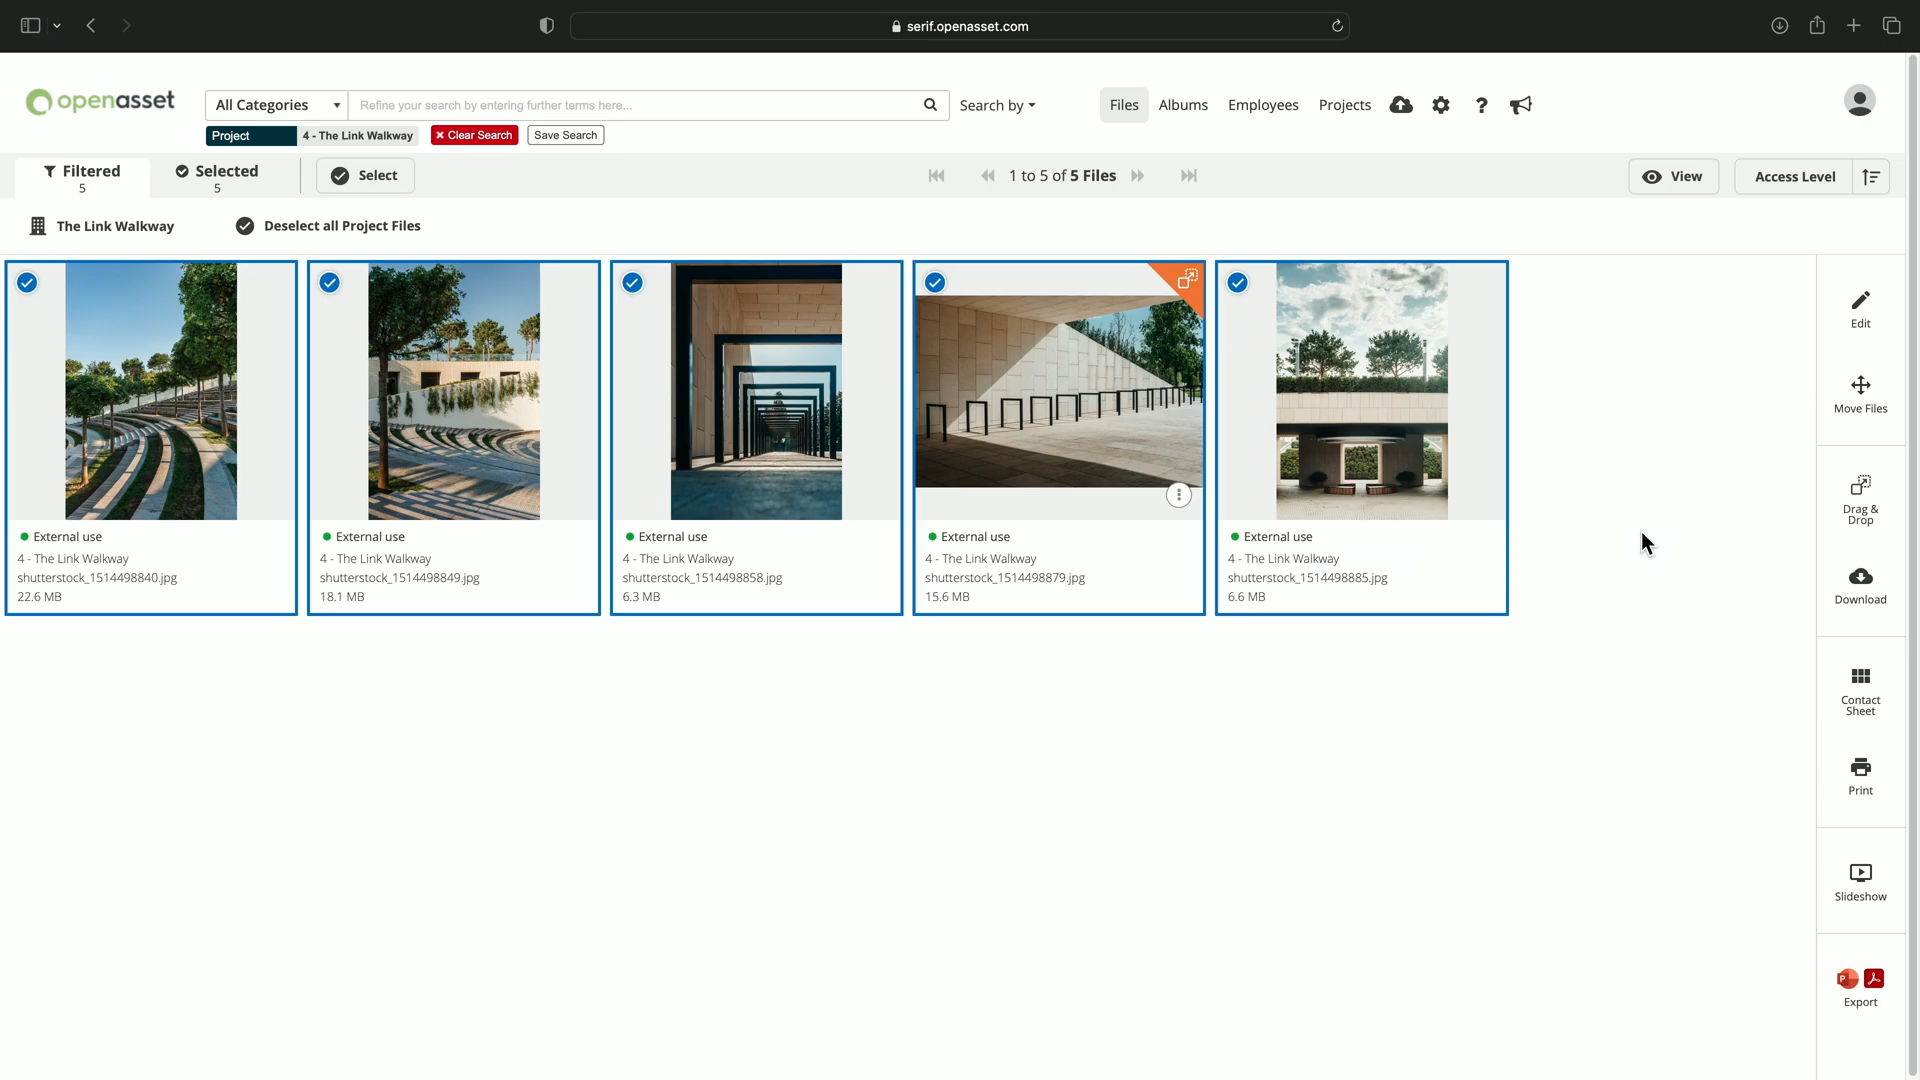 serif.openasset.com
openasset
All Categories
Refine your search by entering further terms here...
Search by
Files
Albums
Employees
Projects
?
Project
4 - The Link Walkway
× Clear Search
Save Search
Filtered
5
Selected
5
Select
1 to 5 of 5 Files
View
Access Level
The Link Walkway
Deselect all Project Files
External use
4 - The Link Walkway
shutterstock_1514498840.jpg
22.6 MB
External use
4 - The Link Walkway
shutterstock_1514498849.jpg
18.1 MB
External use
4 - The Link Walkway
shutterstock_1514498858.jpg
6.3 MB
External use
4 - The Link Walkway
shutterstock_1514498879.jpg
15.6 MB
External use
4 - The Link Walkway
shutterstock_1514498885.jpg
6.6 MB
Edit
Move Files
Drag &
Drop
Download
Contact
Sheet
Print
Slideshow
P
Export